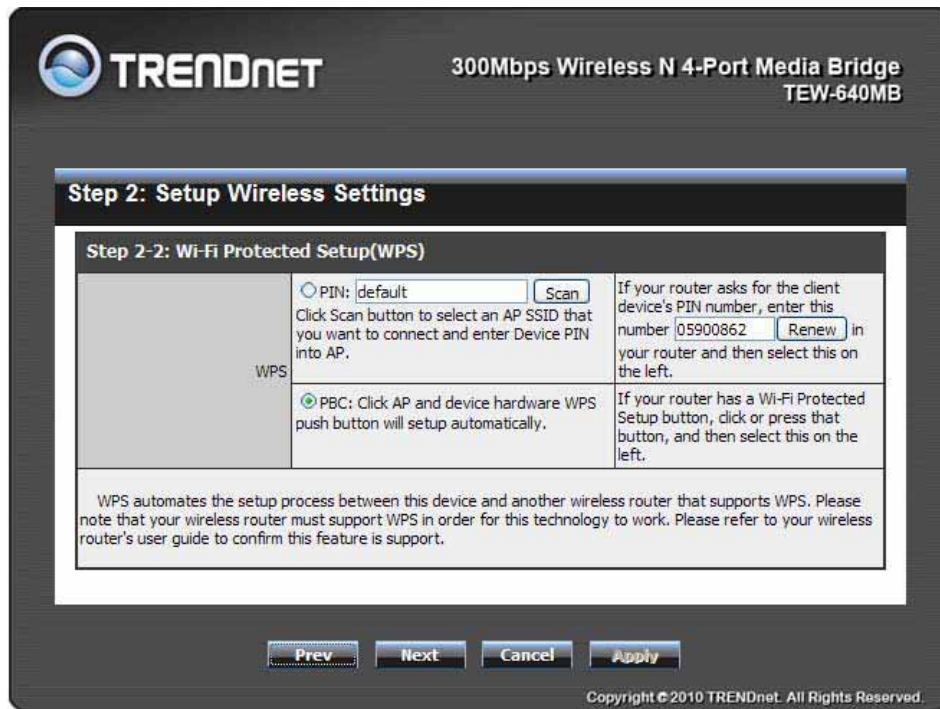 TRENDNET
300Mbps Wireless N 4-Port Media Bridge
TEW-640MB
Step 2: Setup Wireless Settings
Step 2-2: Wi-Fi Protected Setup(WPS)
WPS
PIN: default Scan
Click Scan button to select an AP SSID that
you want to connect and enter Device PIN
into AP.
If your router asks for the client
device's PIN number, enter this
number 05900862 Renew in
your router and then select this on
the left.
PBC: Click AP and device hardware WPS
push button will setup automatically.
If your router has a Wi-Fi Protected
Setup button, click or press that
button, and then select this on the
left.
WPS automates the setup process between this device and another wireless router that supports WPS. Please
note that your wireless router must support WPS in order for this technology to work. Please refer to your wireless
router's user guide to confirm this feature is support.
Prev Next Cancel Apply
Copyright © 2010 TRENDnet. All Rights Reserved.